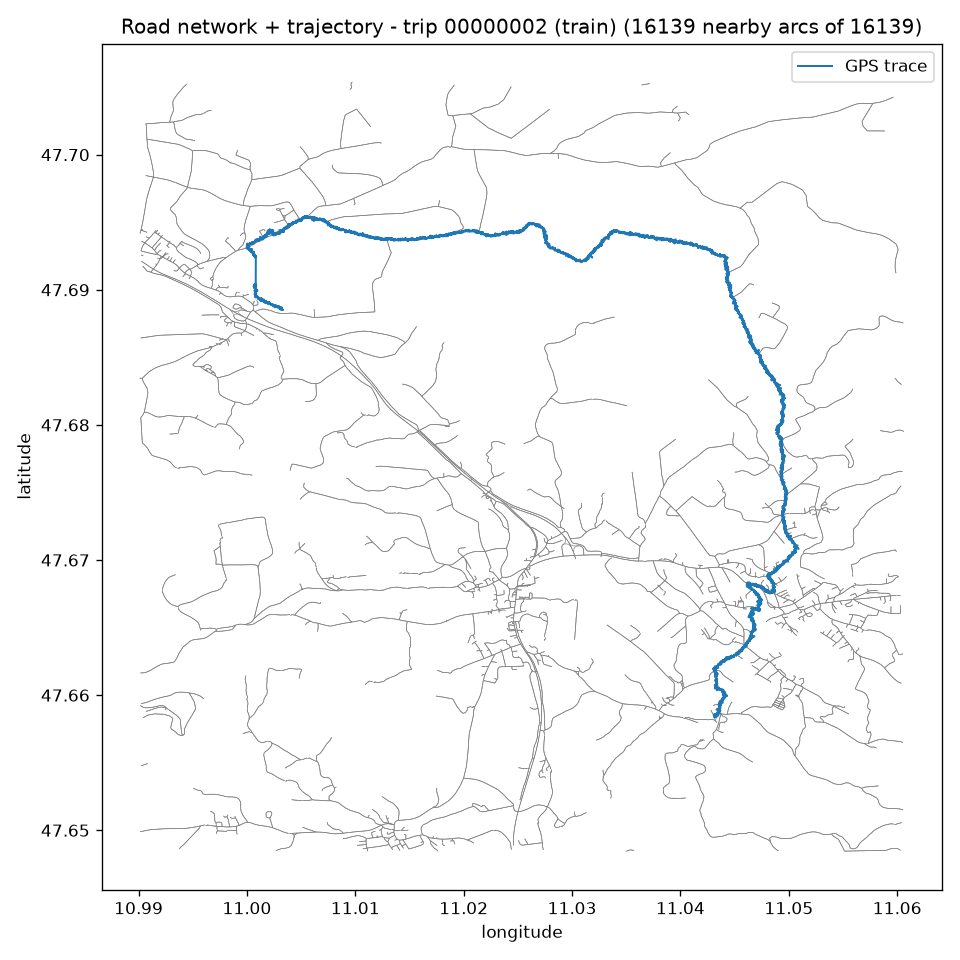 Road network + trajectory - trip 00000002 (train) (16139 nearby arcs of 16139)
GPS trace
47.70
47.69
47.68
47.67
47.66
47.65
latitude
10.99 11.00 11.01 11.02 11.03 11.04 11.05 11.06
longitude